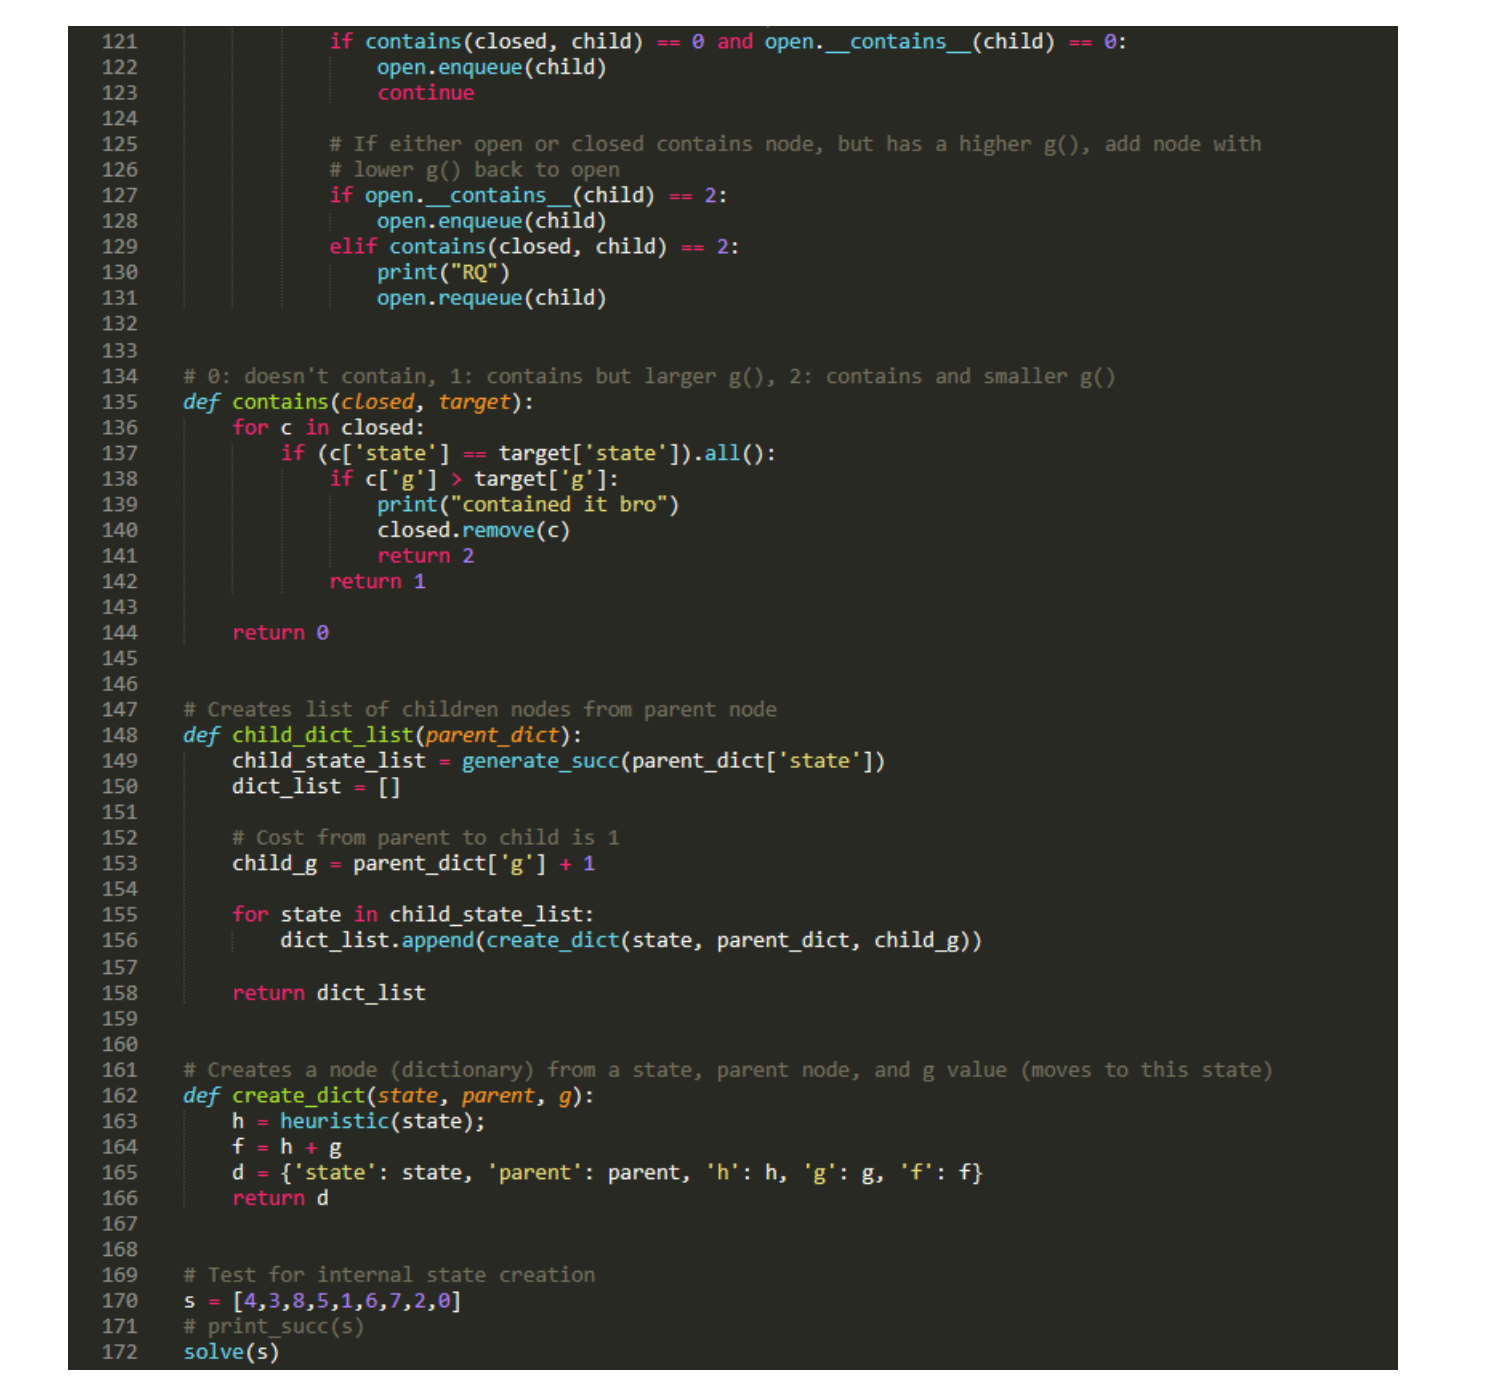 121 if contains(closed, child) == 0 and open.__contains__(child) == 0:
122 open.enqueue(child)
123 continue
124
125 # If either open or closed contains node, but has a higher g(), add node with
126 # lower g() back to open
127 if open.__contains__(child) == 2:
128 open.enqueue(child)
129 elif contains(closed, child) == 2:
130 print("RQ")
131 open.requeue(child)
132
133
134 # 0: doesn't contain, 1: contains but larger g(), 2: contains and smaller g()
135 def contains(closed, target):
136 for c in closed:
137 if (c['state'] == target['state']).all():
138 if c['g'] > target['g']:
139 print("contained it bro")
140 closed.remove(c)
141 return 2
142 return 1
143
144 return 0
145
146
147 # Creates list of children nodes from parent node
148 def child_dict_list(parent_dict):
149 child_state_list = generate_succ(parent_dict['state'])
150 dict_list = []
151
152 # Cost from parent to child is 1
153 child_g = parent_dict['g'] + 1
154
155 for state in child_state_list:
156 dict_list.append(create_dict(state, parent_dict, child_g))
157
158 return dict_list
159
160
161 # Creates a node (dictionary) from a state, parent node, and g value (moves to this state)
162 def create_dict(state, parent, g):
163 h = heuristic(state);
164 f = h + g
165 d = {'state': state, 'parent': parent, 'h': h, 'g': g, 'f': f}
166 return d
167
168
169 # Test for internal state creation
170 s = [4,3,8,5,1,6,7,2,0]
171 # print_succ(s)
172 solve(s)